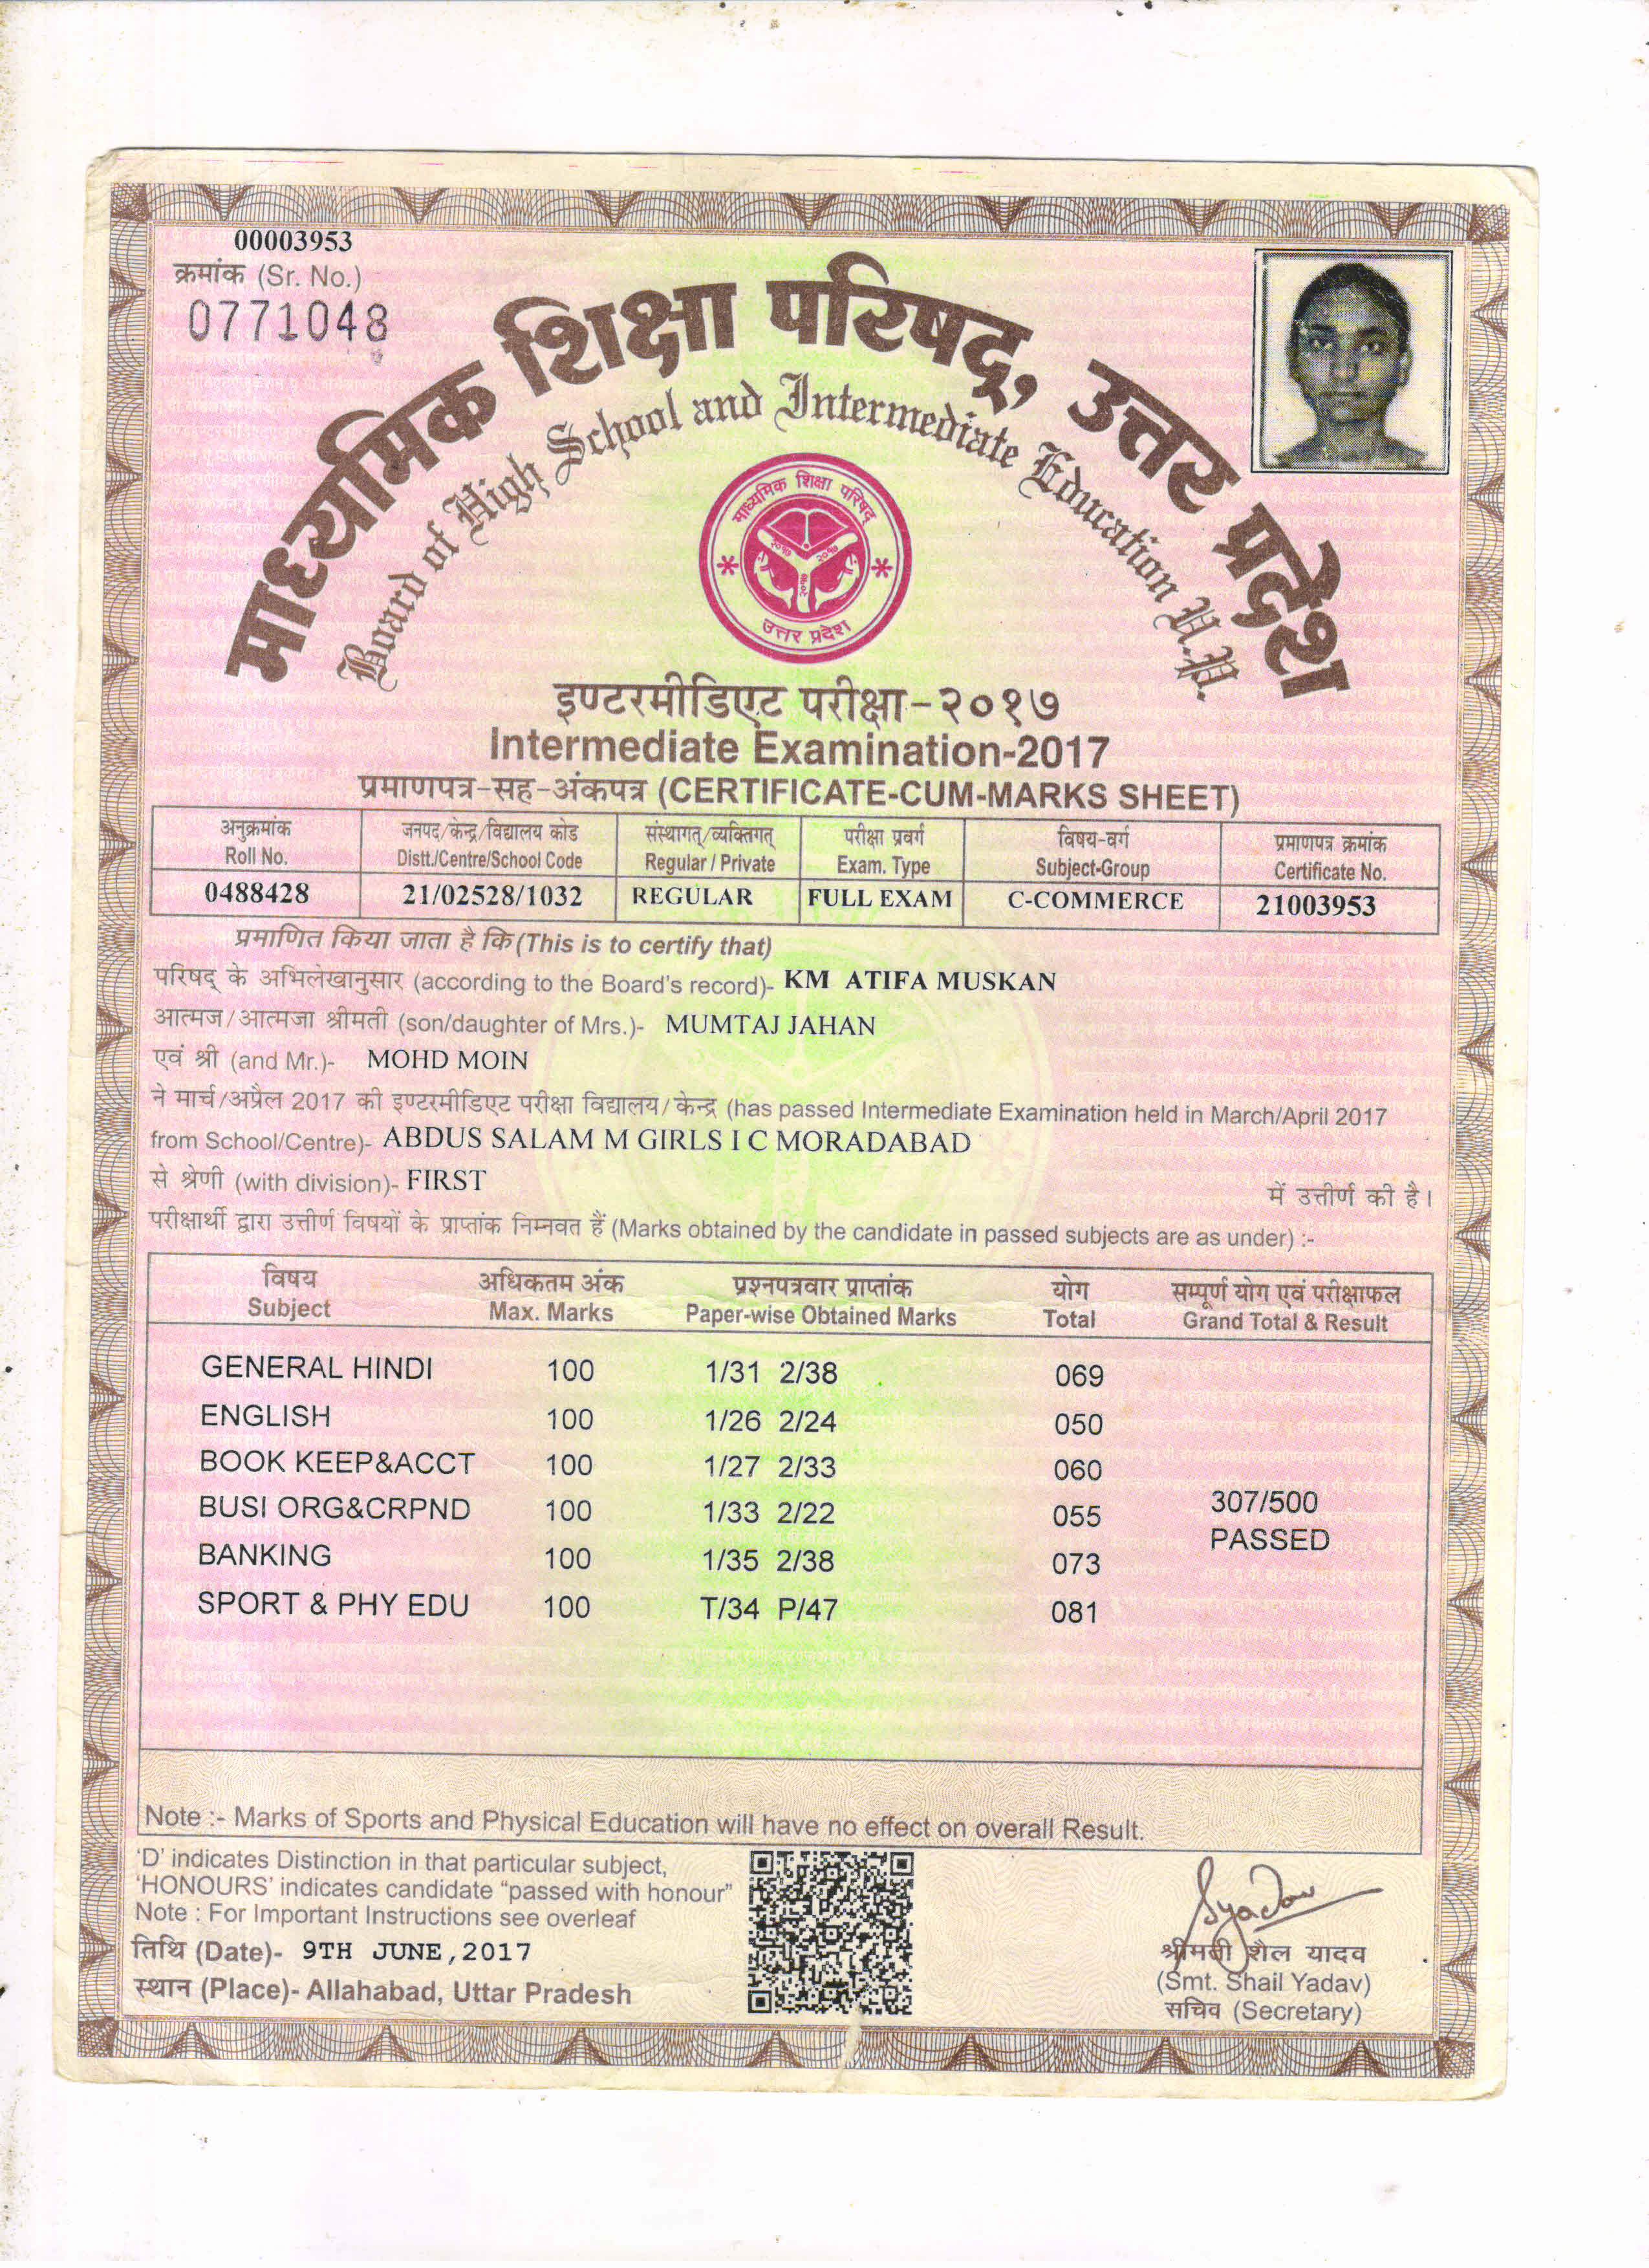 00003953
क्रमांक (Sr. No.)
0771048
माध्यमिक शिक्षा परिषद्, उत्तर प्रदेश
Board of High School and Intermediate Education U.P.
माध्यमिक शिक्षा परिषद्
२०१७ २०१७
२०१७
उत्तर प्रदेश
इण्टरमीडिएट परीक्षा-२०१७
Intermediate Examination-2017
प्रमाणपत्र-सह-अंकपत्र (CERTIFICATE-CUM-MARKS SHEET)
अनुक्रमांक जनपद/केन्द्र/विद्यालय कोड संस्थागत्/व्यक्तिगत् परीक्षा प्रवर्ग विषय-वर्ग प्रमाणपत्र क्रमांक
Roll No. Distt./Centre/School Code Regular / Private Exam. Type Subject-Group Certificate No.
0488428 21/02528/1032 REGULAR FULL EXAM C-COMMERCE 21003953
प्रमाणित किया जाता है कि (This is to certify that)
परिषद् के अभिलेखानुसार (according to the Board's record)- KM ATIFA MUSKAN
आत्मज/आत्मजा श्रीमती (son/daughter of Mrs.)- MUMTAJ JAHAN
एवं श्री (and Mr.)- MOHD MOIN
ने मार्च/अप्रैल 2017 की इण्टरमीडिएट परीक्षा विद्यालय/केन्द्र (has passed Intermediate Examination held in March/April 2017
from School/Centre)- ABDUS SALAM M GIRLS I C MORADABAD
से श्रेणी (with division)- FIRST में उत्तीर्ण की है।
परीक्षार्थी द्वारा उत्तीर्ण विषयों के प्राप्तांक निम्नवत हैं (Marks obtained by the candidate in passed subjects are as under) :-
विषय अधिकतम अंक प्रश्नपत्रवार प्राप्तांक योग सम्पूर्ण योग एवं परीक्षाफल
Subject Max. Marks Paper-wise Obtained Marks Total Grand Total & Result
GENERAL HINDI 100 1/31 2/38 069
ENGLISH 100 1/26 2/24 050
BOOK KEEP&ACCT 100 1/27 2/33 060
BUSI ORG&CRPND 100 1/33 2/22 055 307/500
PASSED
BANKING 100 1/35 2/38 073
SPORT & PHY EDU 100 T/34 P/47 081
Note :- Marks of Sports and Physical Education will have no effect on overall Result.
'D' indicates Distinction in that particular subject,
'HONOURS' indicates candidate "passed with honour"
Note : For Important Instructions see overleaf
तिथि (Date)- 9TH JUNE,2017
स्थान (Place)- Allahabad, Uttar Pradesh
Syadav
श्रीमती शैल यादव
(Smt. Shail Yadav)
सचिव (Secretary)